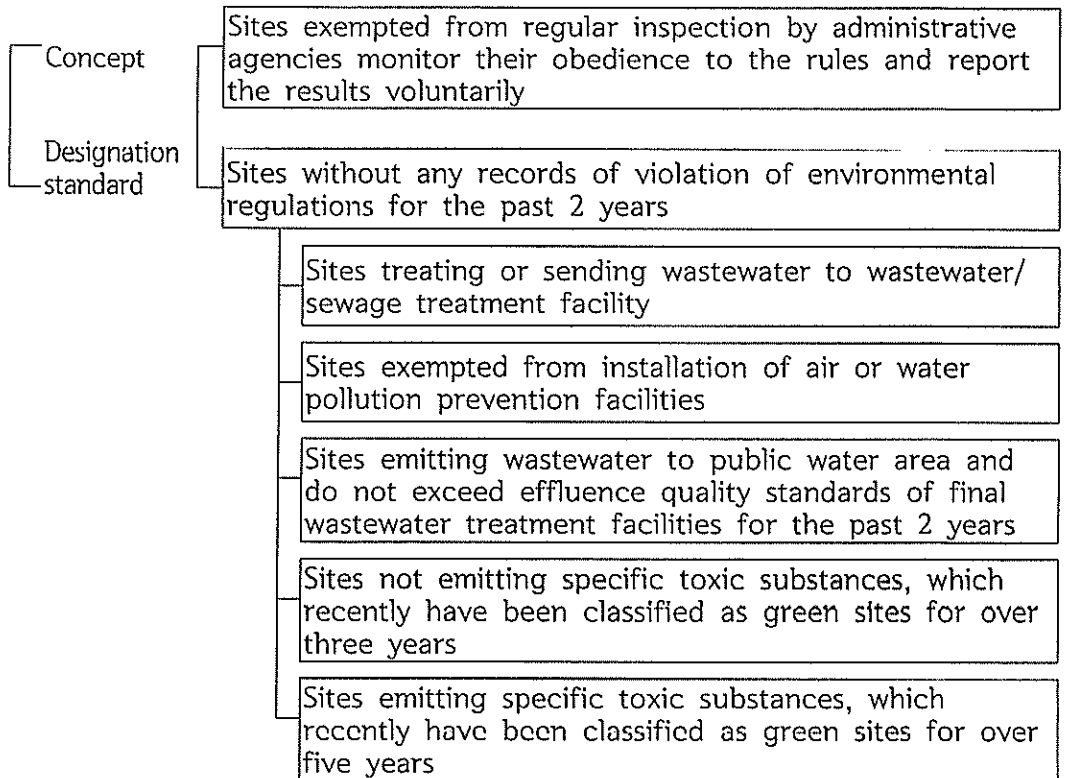 Concept
Sites exempted from regular inspection by administrative
agencies monitor their obedience to the rules and report
the results voluntarily
Designation
standard
Sites without any records of violation of environmental
regulations for the past 2 years
Sites treating or sending wastewater to wastewater/
sewage treatment facility
Sites exempted from installation of air or water
pollution prevention facilities
Sites emitting wastewater to public water area and
do not exceed effluence quality standards of final
wastewater treatment facilities for the past 2 years
Sites not emitting specific toxic substances, which
recently have been classified as green sites for over
three years
Sites emitting specific toxic substances, which
recently have been classified as green sites for over
five years